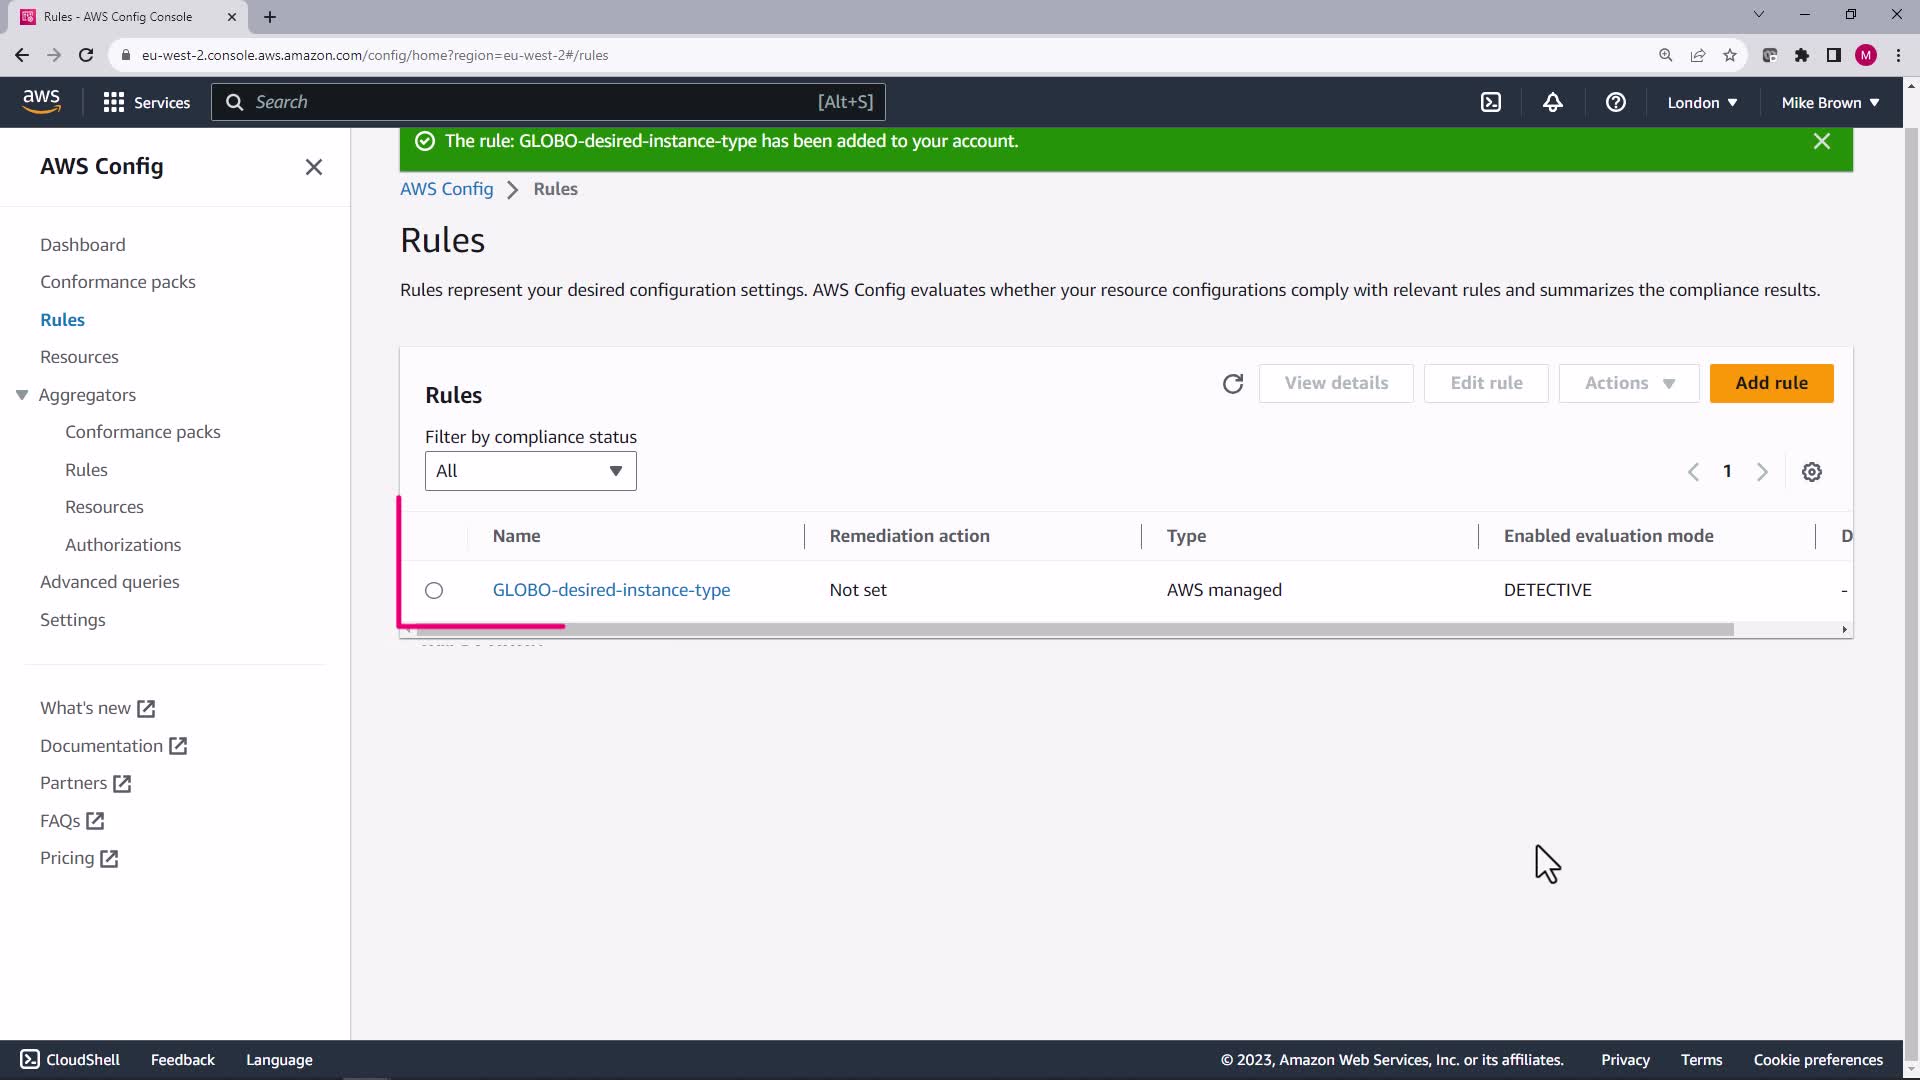 Rules - AWS Config Console
eu-west-2.console.aws.amazon.com/config/home?region=eu-west-2#/rules
M
aws
Services
Search
[Alt+S]
London
Mike Brown
AWS Config
Dashboard
Conformance packs
Rules
Resources
Aggregators
Conformance packs
Rules
Resources
Authorizations
Advanced queries
Settings
What's new
Documentation
Partners
FAQs
Pricing
The rule: GLOBO-desired-instance-type has been added to your account.
AWS Config > Rules
Rules
Rules represent your desired configuration settings. AWS Config evaluates whether your resource configurations comply with relevant rules and summarizes the compliance results.
Rules
View details
Edit rule
Actions
Add rule
Filter by compliance status
All
1
Name Remediation action Type Enabled evaluation mode D
GLOBO-desired-instance-type Not set AWS managed DETECTIVE -
CloudShell
Feedback
Language
© 2023, Amazon Web Services, Inc. or its affiliates.
Privacy
Terms
Cookie preferences